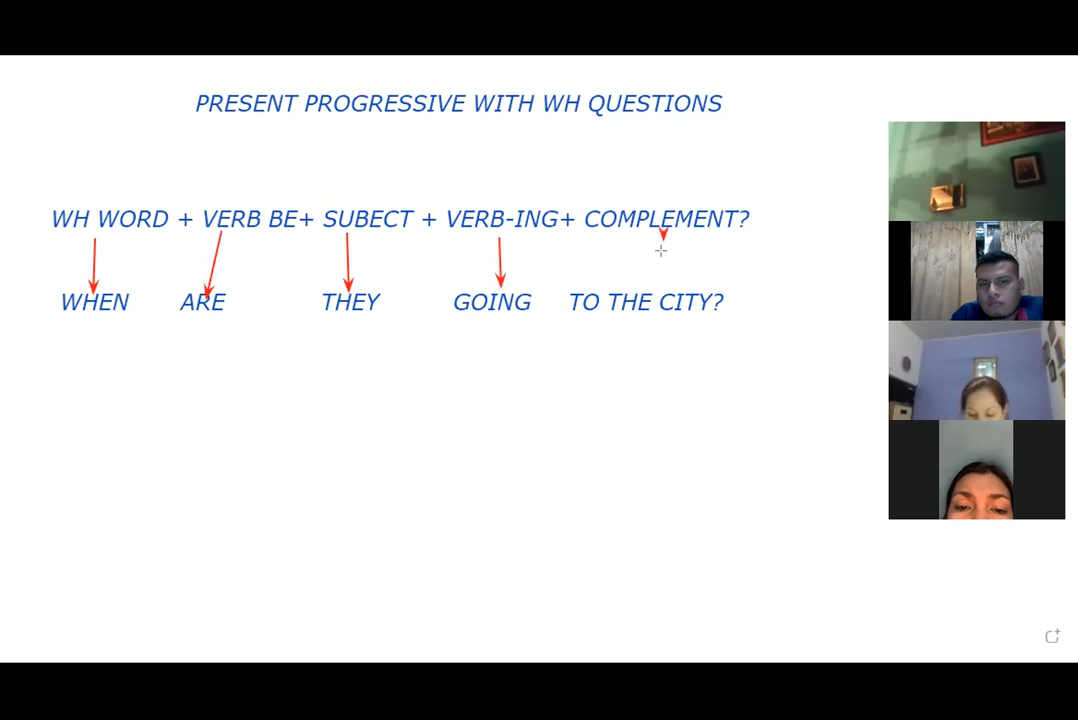 PRESENT PROGRESSIVE WITH WH QUESTIONS
WH WORD + VERB BE+ SUBECT + VERB-ING+ COMPLEMENT?
WHEN ARE THEY GOING TO THE CITY?